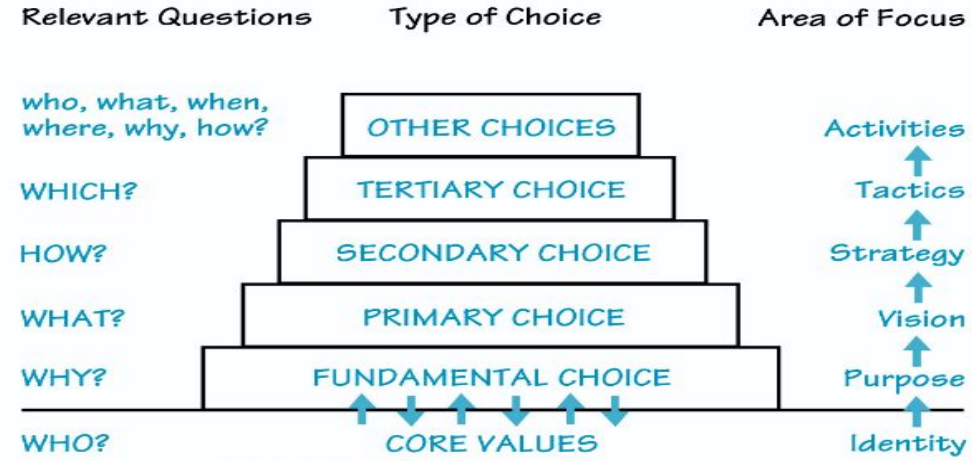 Relevant Questions Type of Choice Area of Focus
who, what, when,
where, why, how? OTHER CHOICES Activities
WHICH? TERTIARY CHOICE Tactics
HOW? SECONDARY CHOICE Strategy
WHAT? PRIMARY CHOICE Vision
WHY? FUNDAMENTAL CHOICE Purpose
WHO? CORE VALUES Identity